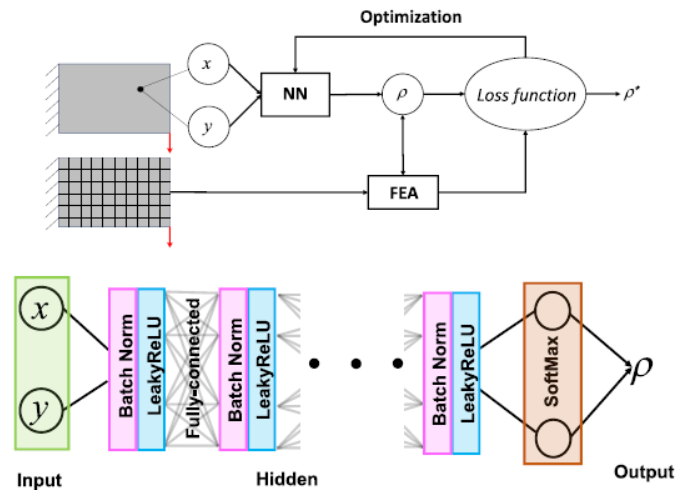 Optimization
x
NN
ρ
Loss function
ρ*
y
FEA
x
y
Batch Norm
LeakyReLU
Fully-connected
Batch Norm
LeakyReLU
Batch Norm
LeakyReLU
SoftMax
ρ
Input
Hidden
Output